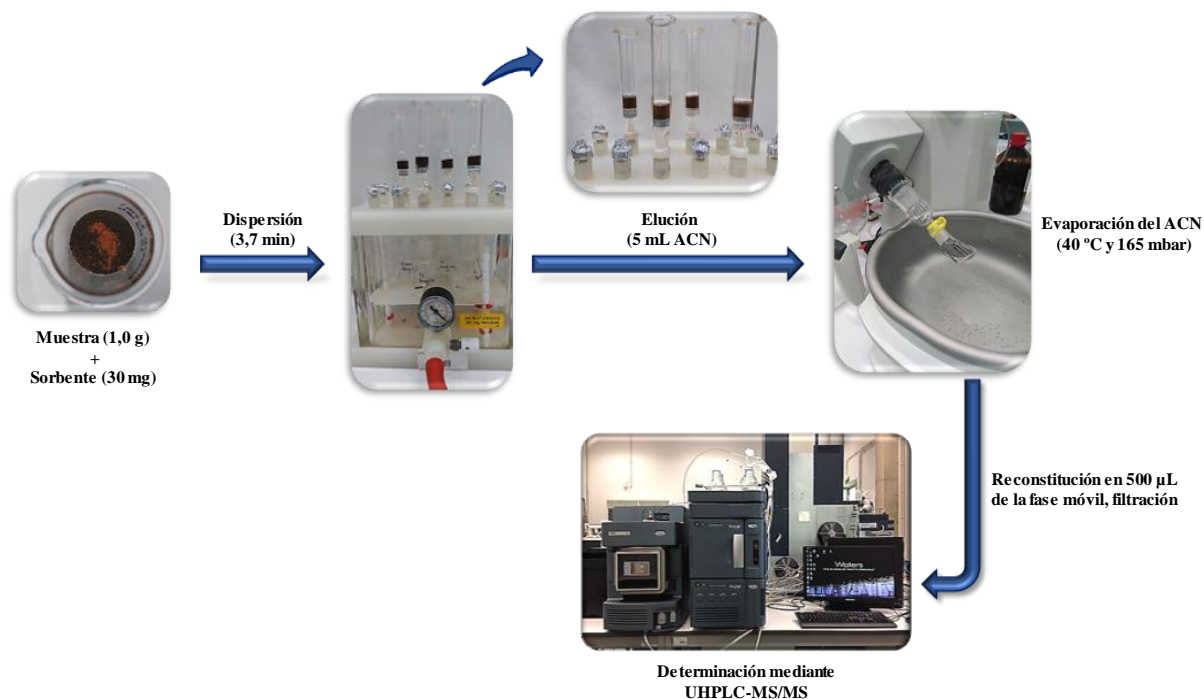 Muestra (1,0 g)
+
Sorbente (30 mg)
Dispersión
(3,7 min)
Elución
(5 mL ACN)
Evaporación del ACN
(40 ºC y 165 mbar)
Reconstitución en 500 µL
de la fase móvil, filtración
Waters
Determinación mediante
UHPLC-MS/MS